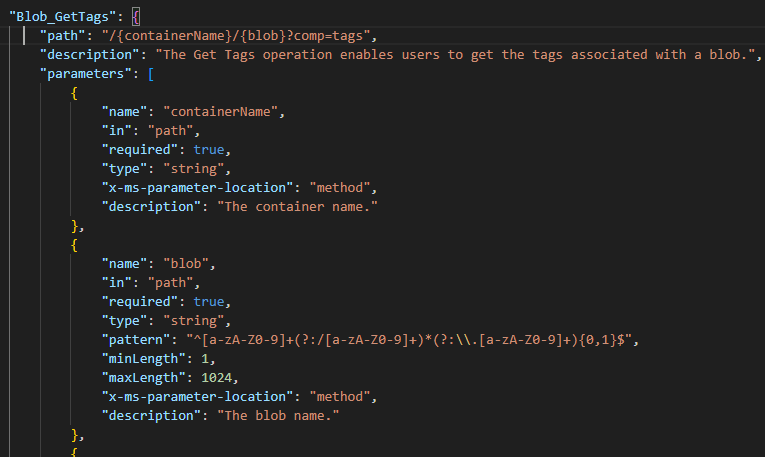 "Blob_GetTags": {
"path": "/{containerName}/{blob}?comp=tags",
"description": "The Get Tags operation enables users to get the tags associated with a blob.",
"parameters": [
{
"name": "containerName",
"in": "path",
"required": true,
"type": "string",
"x-ms-parameter-location": "method",
"description": "The container name."
},
{
"name": "blob",
"in": "path",
"required": true,
"type": "string",
"pattern": "^[a-zA-Z0-9]+(?:/[a-zA-Z0-9]+)*(?:\\.[a-zA-Z0-9]+){0,1}$",
"minLength": 1,
"maxLength": 1024,
"x-ms-parameter-location": "method",
"description": "The blob name."
},
{